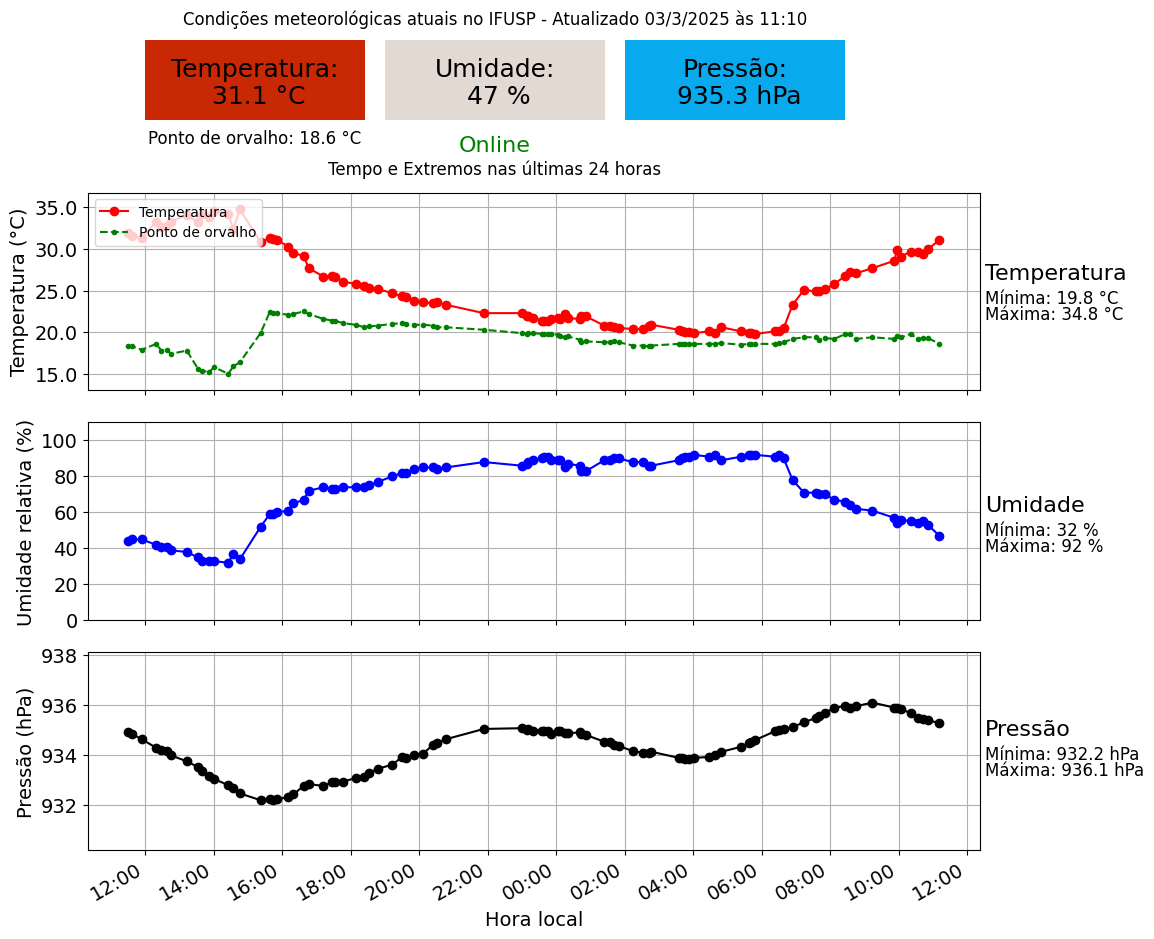 Condições meteorológicas atuais no IFUSP - Atualizado 03/3/2025 às 11:10
Temperatura:
31.1 °C
Umidade:
47 %
Pressão:
935.3 hPa
Ponto de orvalho: 18.6 °C
Online
Tempo e Extremos nas últimas 24 horas
Temperatura (°C)
35.0
30.0
25.0
20.0
15.0
Temperatura
Ponto de orvalho
Temperatura
Mínima: 19.8 °C
Máxima: 34.8 °C
Umidade relativa (%)
100
80
60
40
20
0
Umidade
Mínima: 32 %
Máxima: 92 %
Pressão (hPa)
938
936
934
932
Pressão
Mínima: 932.2 hPa
Máxima: 936.1 hPa
12:00 14:00 16:00 18:00 20:00 22:00 00:00 02:00 04:00 06:00 08:00 10:00 12:00
Hora local